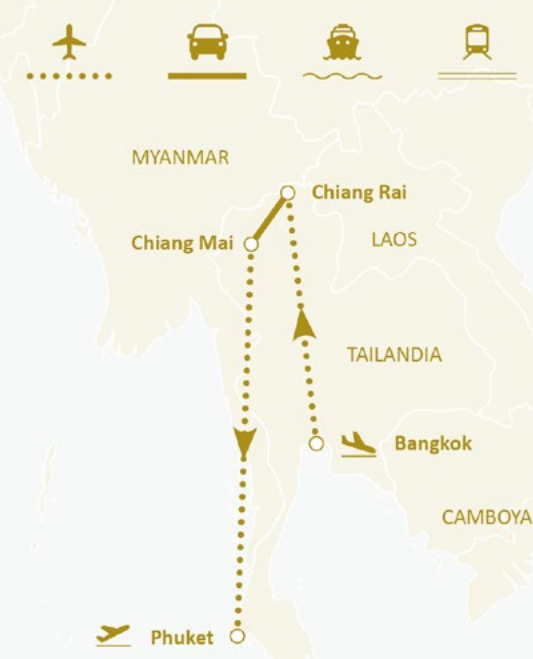 MYANMAR
Chiang Rai
Chiang Mai
LAOS
TAILANDIA
Bangkok
CAMBOYA
Phuket